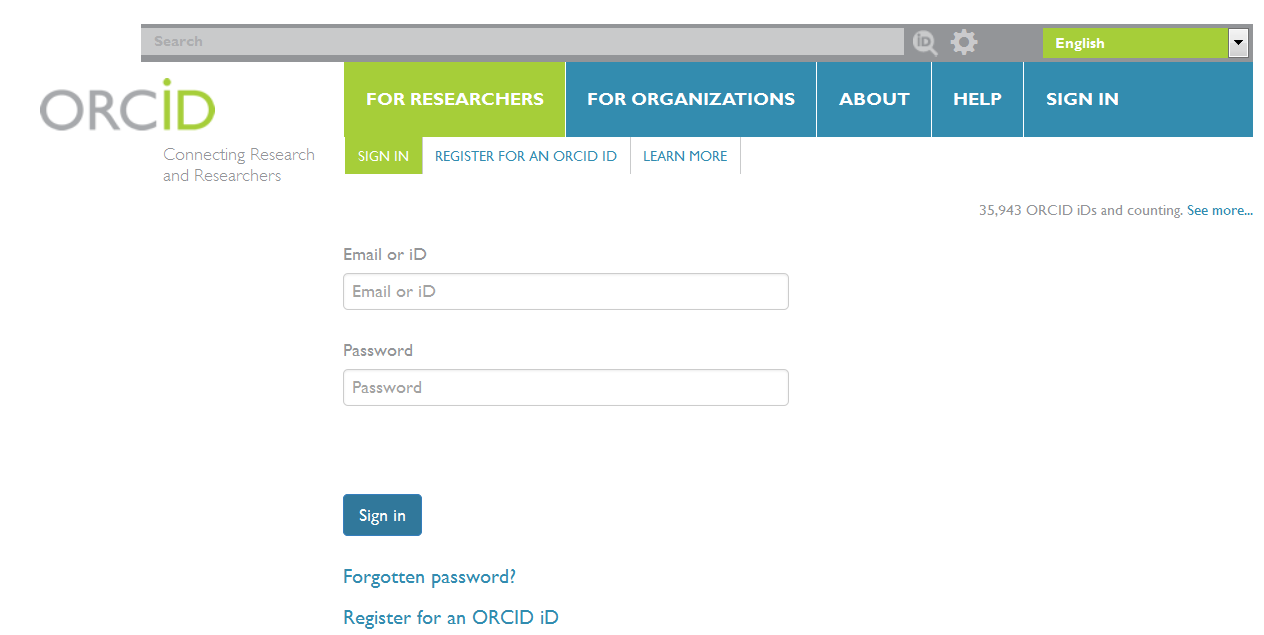 Search
iD
English
ORCiD
Connecting Research
and Researchers
FOR RESEARCHERS FOR ORGANIZATIONS ABOUT HELP SIGN IN
SIGN IN REGISTER FOR AN ORCID ID LEARN MORE
35,943 ORCID iDs and counting. See more...
Email or iD
Email or iD
Password
Password
Sign in
Forgotten password?
Register for an ORCID iD